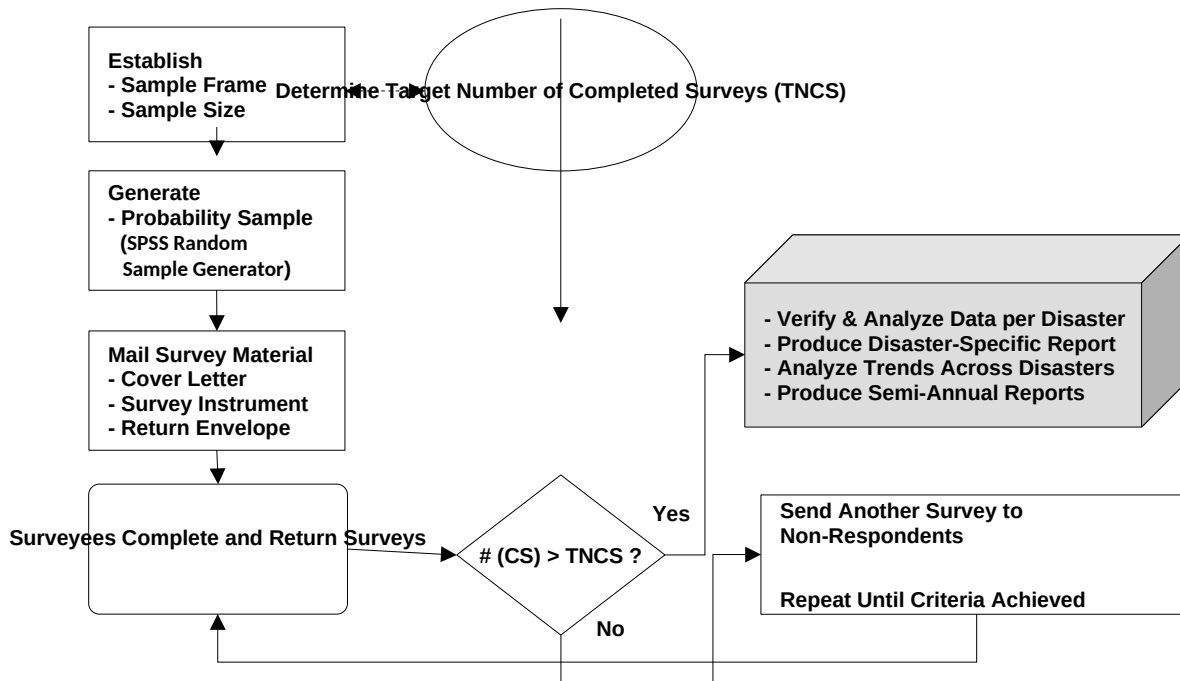 Establish
- Sample Frame
- Sample Size
Determine Target Number of Completed Surveys (TNCS)
Generate
- Probability Sample
(SPSS Random
Sample Generator)
Mail Survey Material
- Cover Letter
- Survey Instrument
- Return Envelope
Surveyees Complete and Return Surveys
# (CS) > TNCS ?
Yes
No
- Verify & Analyze Data per Disaster
- Produce Disaster-Specific Report
- Analyze Trends Across Disasters
- Produce Semi-Annual Reports
Send Another Survey to
Non-Respondents
Repeat Until Criteria Achieved